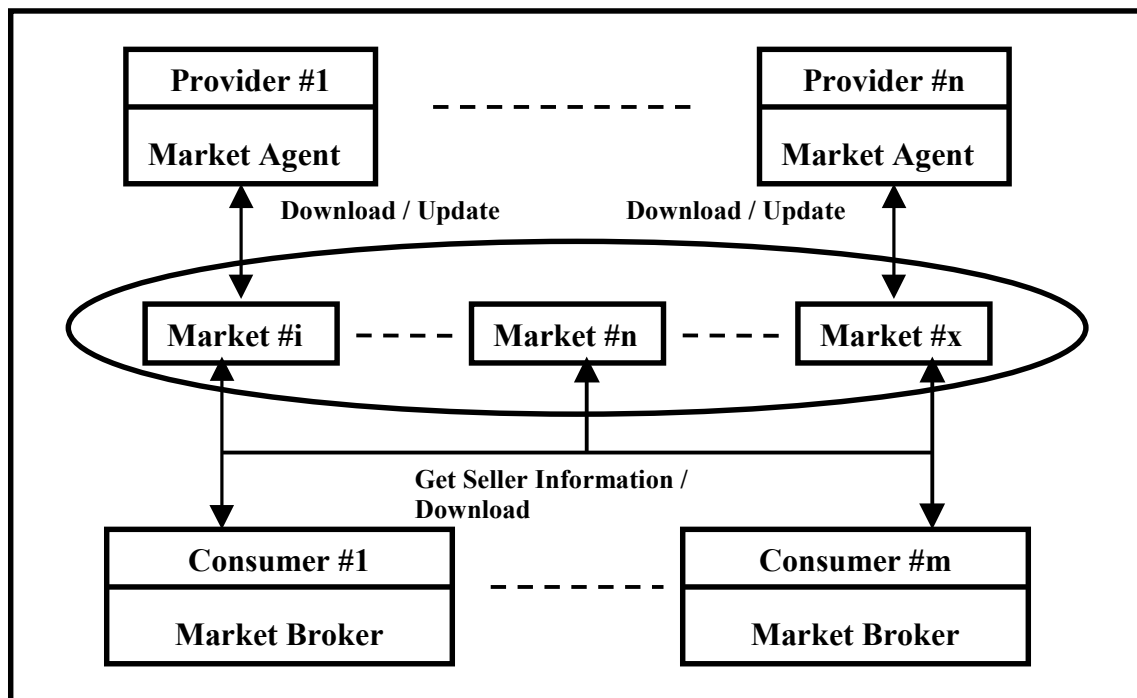 Provider #1
Provider #n
Market Agent
Market Agent
Download / Update
Download / Update
Market #i
Market #n
Market #x
Get Seller Information /
Download
Consumer #1
Consumer #m
Market Broker
Market Broker